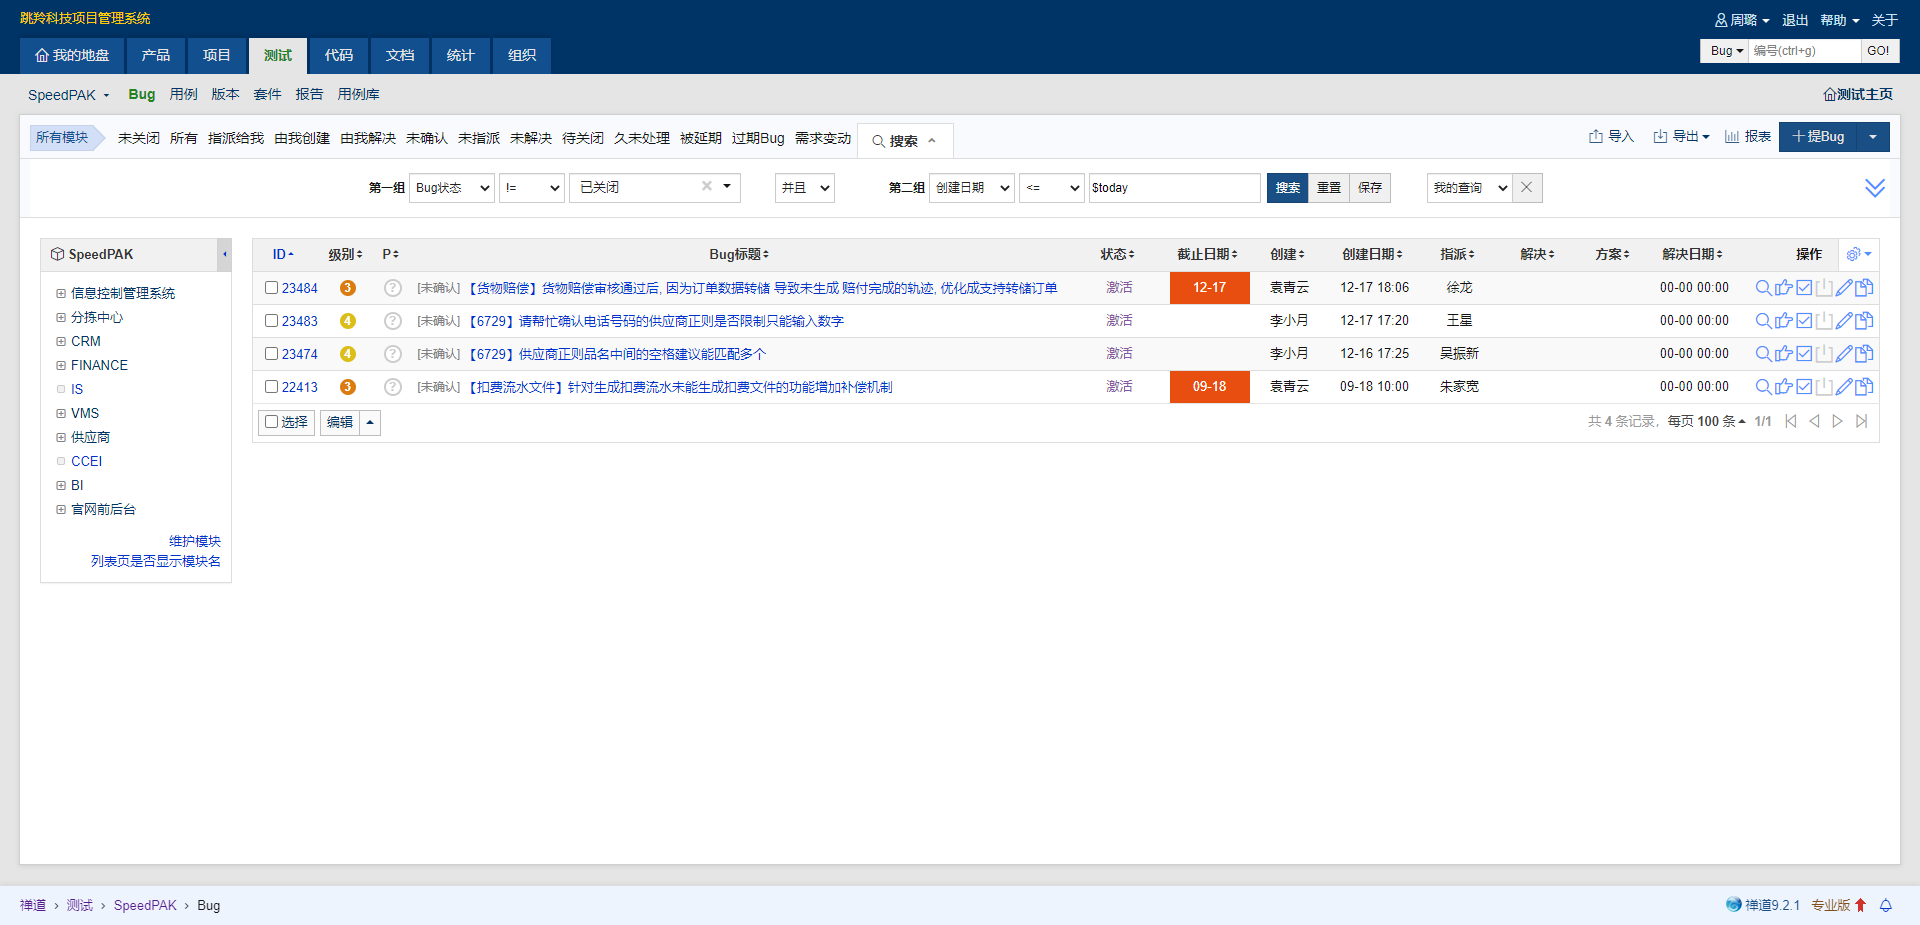 跳羚科技项目管理系统
周璐 退出 帮助 关于
我的地盘 产品 项目 测试 代码 文档 统计 组织
Bug 编号(ctrl+g) GO!
SpeedPAK Bug 用例 版本 套件 报告 用例库 测试主页
所有模块 未关闭 所有 指派给我 由我创建 由我解决 未确认 未指派 未解决 待关闭 久未处理 被延期 过期Bug 需求变动 搜索 导入 导出 报表 提Bug
第一组 Bug状态 != 已关闭 并且 第二组 创建日期 <= $today 搜索 重置 保存 我的查询
SpeedPAK
信息控制管理系统
分拣中心
CRM
FINANCE
IS
VMS
供应商
CCEI
BI
官网前后台
维护模块
列表页是否显示模块名
ID 级别 P Bug标题 状态 截止日期 创建 创建日期 指派 解决 方案 解决日期 操作
23484 3 ? [未确认] 【货物赔偿】货物赔偿审核通过后, 因为订单数据转储 导致未生成 赔付完成的轨迹, 优化成支持转储订单 激活 12-17 袁青云 12-17 18:06 徐龙 00-00 00:00
23483 4 ? [未确认] 【6729】请帮忙确认电话号码的供应商正则是否限制只能输入数字 激活 李小月 12-17 17:20 王星 00-00 00:00
23474 4 ? [未确认] 【6729】供应商正则品名中间的空格建议能匹配多个 激活 李小月 12-16 17:25 吴振新 00-00 00:00
22413 3 ? [未确认] 【扣费流水文件】针对生成扣费流水未能生成扣费文件的功能增加补偿机制 激活 09-18 袁青云 09-18 10:00 朱家宽 00-00 00:00
选择 编辑 共 4 条记录, 每页 100 条 1/1
禅道 › 测试 › SpeedPAK › Bug 禅道9.2.1 专业版